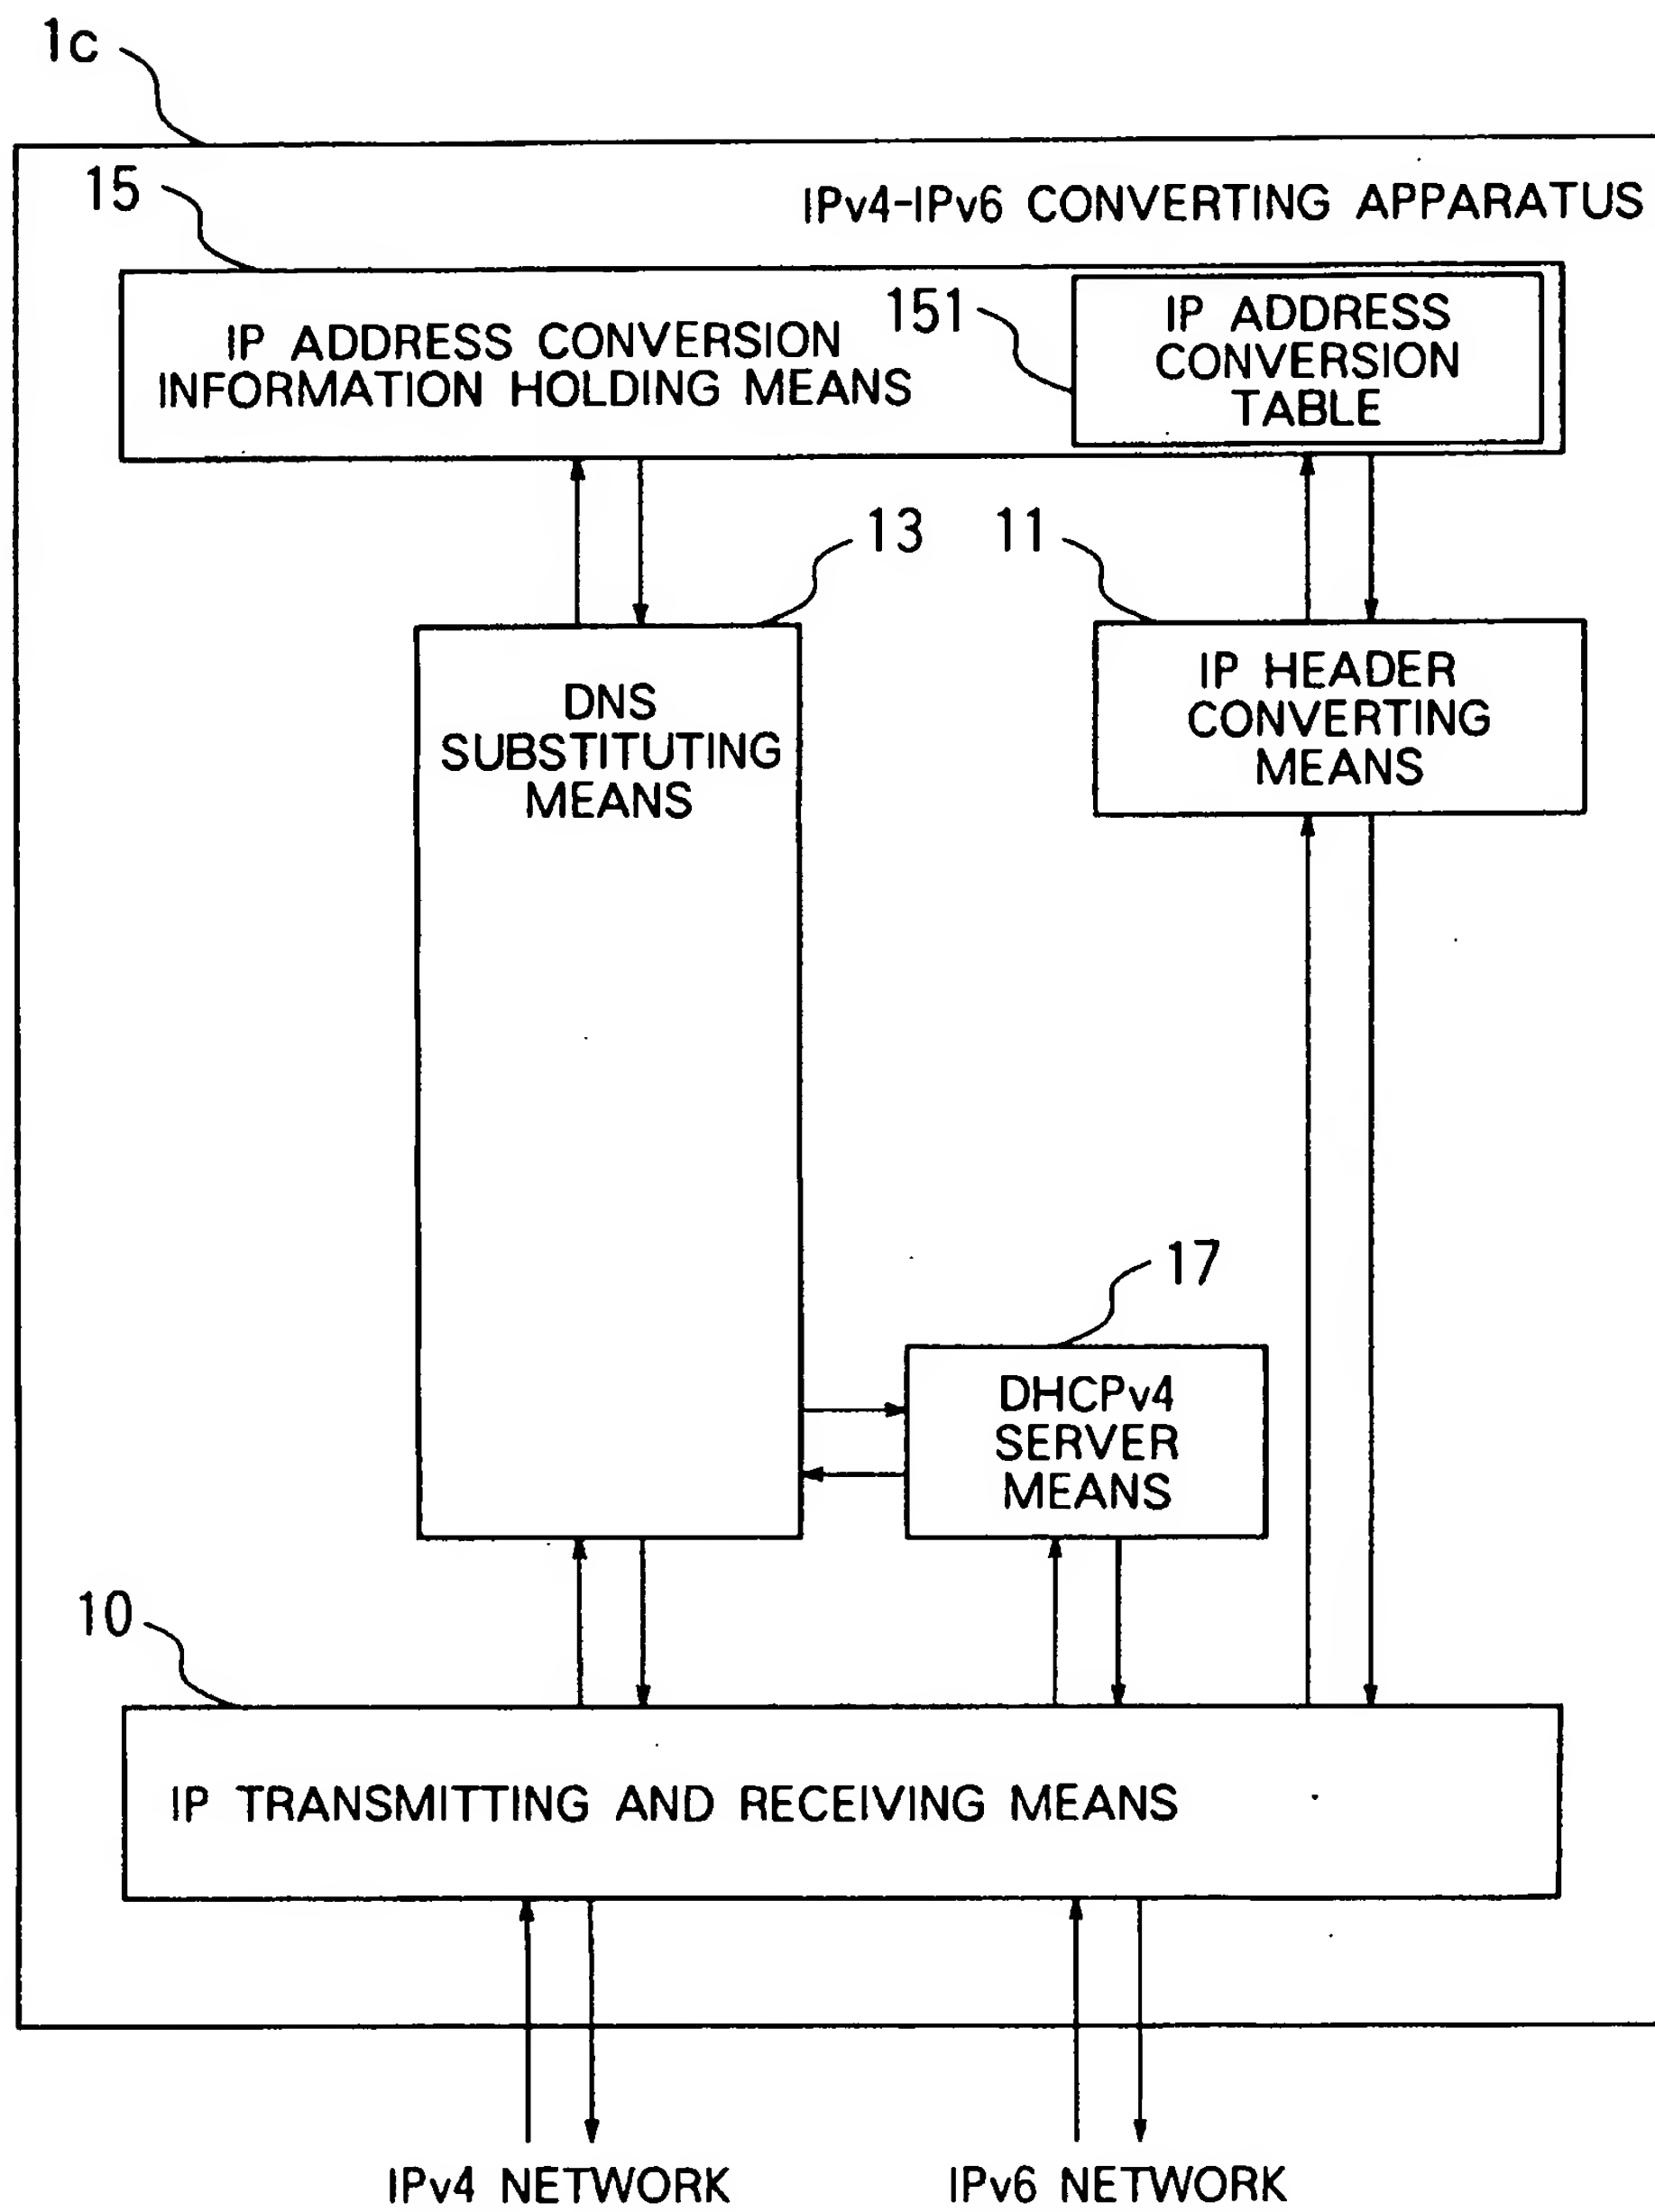 1c
15
IPv4-IPv6 CONVERTING APPARATUS
IP ADDRESS CONVERSION
INFORMATION HOLDING MEANS
151
IP ADDRESS
CONVERSION
TABLE
13
11
DNS
SUBSTITUTING
MEANS
IP HEADER
CONVERTING
MEANS
17
DHCPv4
SERVER
MEANS
10
IP TRANSMITTING AND RECEIVING MEANS
IPv4 NETWORK
IPv6 NETWORK